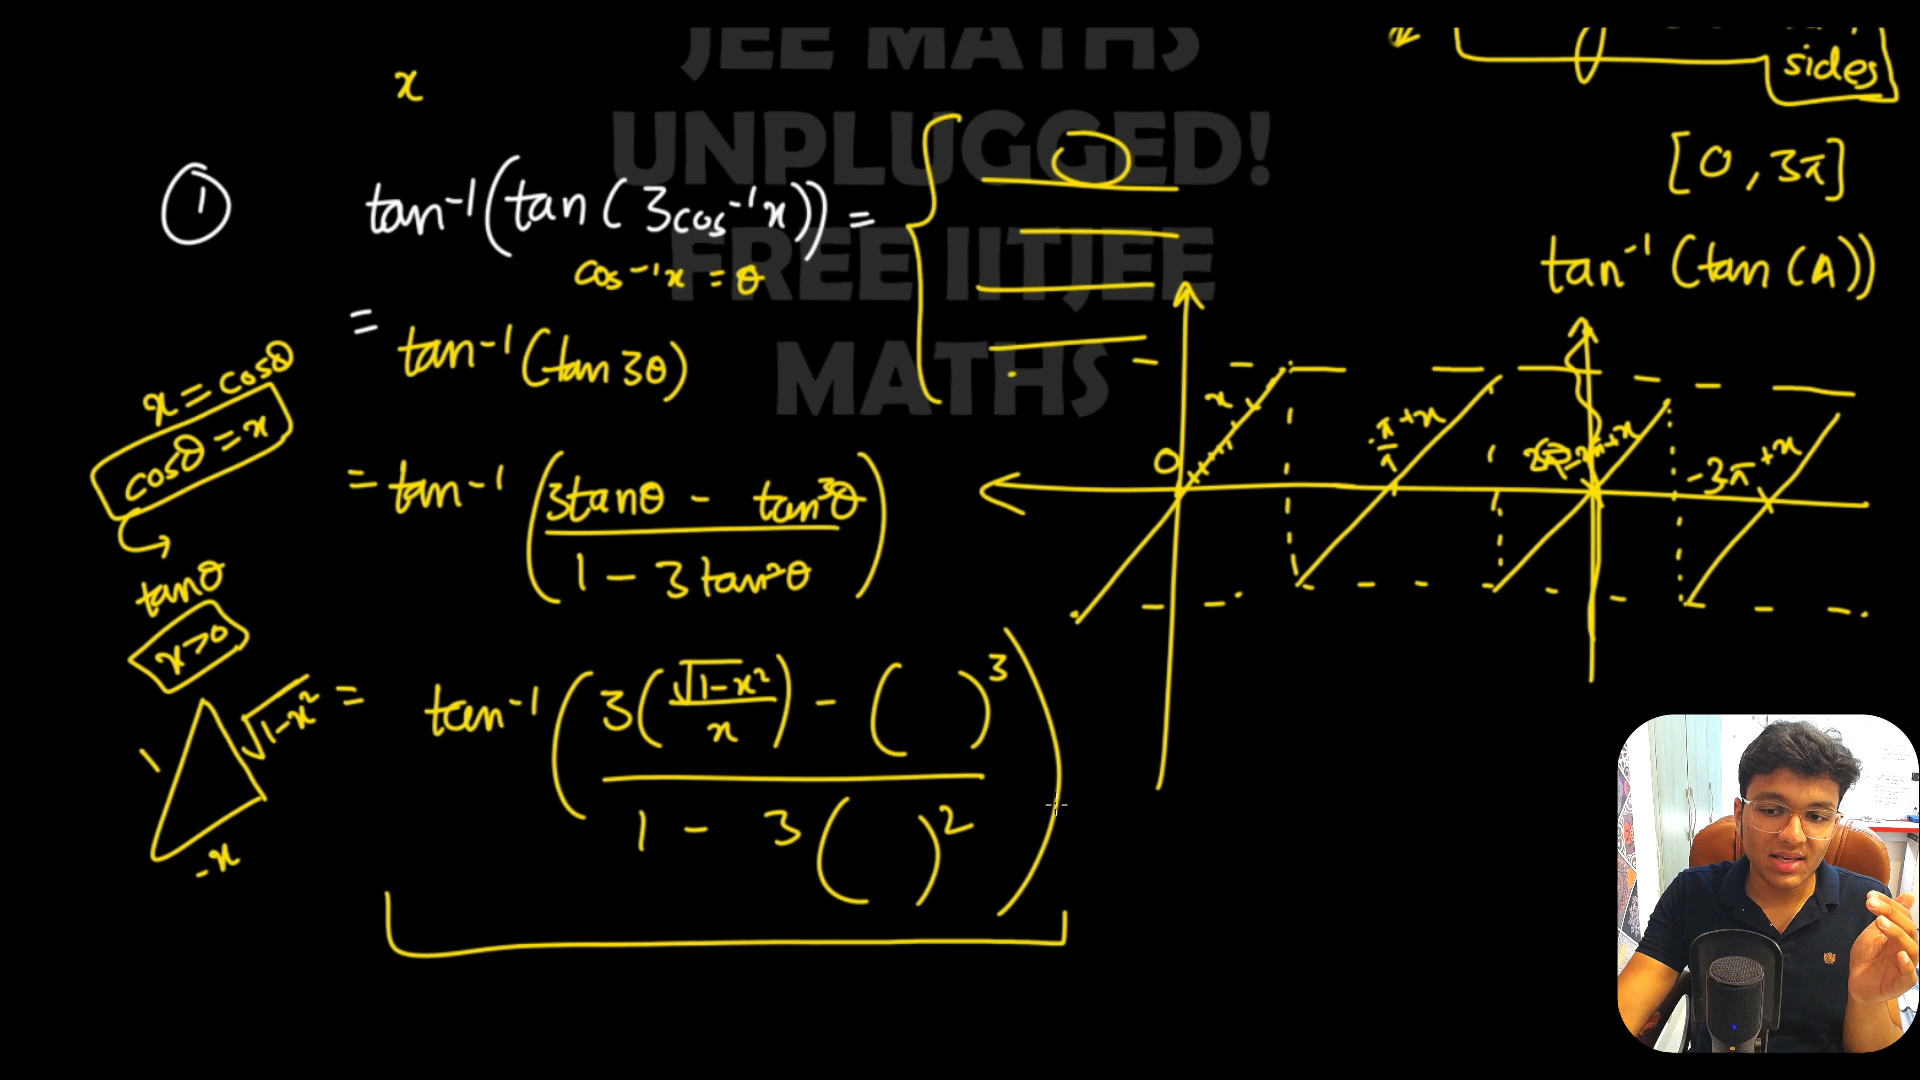 JEE MATHS
UNPLUGGED!
FREE IITJEE
MATHS
sides
x
① tan⁻¹(tan(3cos⁻¹x)) =
cos⁻¹x = θ
= tan⁻¹(tan 3θ)
x = cosθ
cosθ = x
= tan⁻¹((3tanθ - tan³θ)/(1 - 3tan²θ))
tanθ
x>0
1
√1-x²
-x
= tan⁻¹((3(√1-x²/x) - ( )³)/(1 - 3( )²))
[0, 3π]
tan⁻¹(tan(A))
0
x
-3π+x